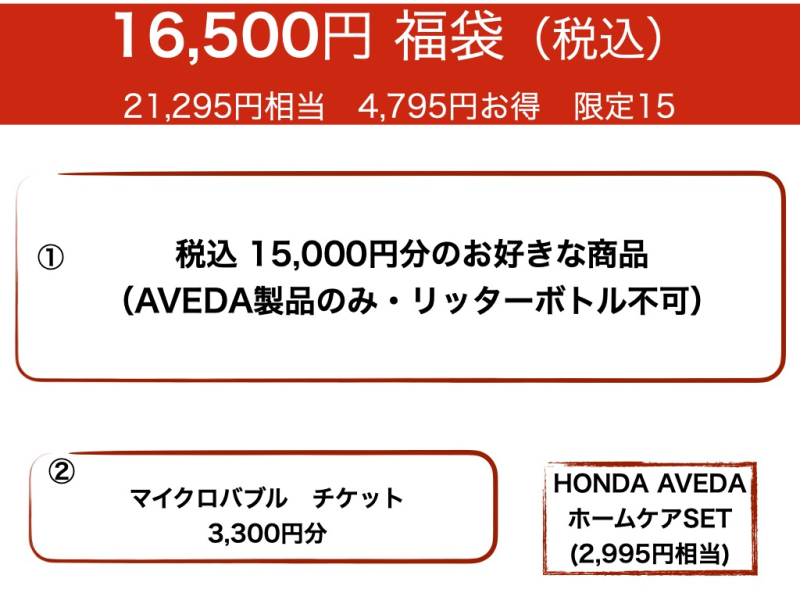 16,500円 福袋（税込）
21,295円相当　4,795円お得　限定15
①
税込 15,000円分のお好きな商品
（AVEDA製品のみ・リッターボトル不可）
②
マイクロバブル　チケット
3,300円分
HONDA AVEDA
ホームケアSET
(2,995円相当)